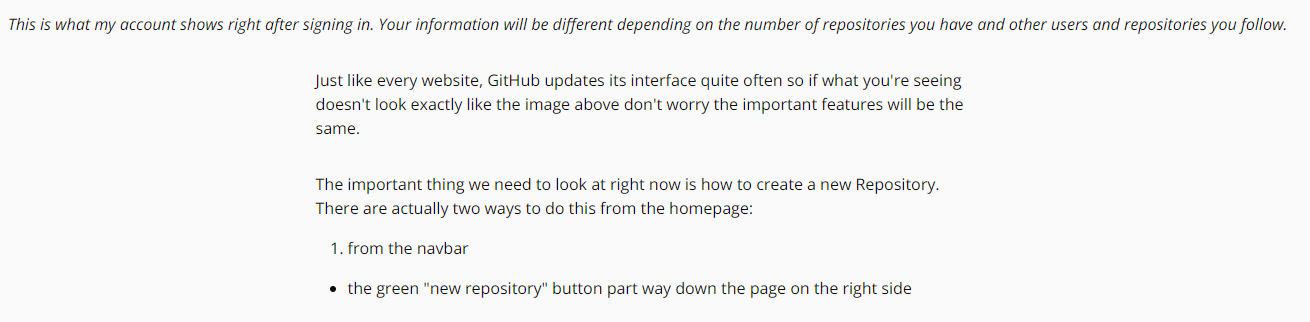 This is what my account shows right after signing in. Your information will be different depending on the number of repositories you have and other users and repositories you follow.
Just like every website, GitHub updates its interface quite often so if what you're seeing
doesn't look exactly like the image above don't worry the important features will be the
same.
The important thing we need to look at right now is how to create a new Repository.
There are actually two ways to do this from the homepage:
1. from the navbar
• the green "new repository" button part way down the page on the right side